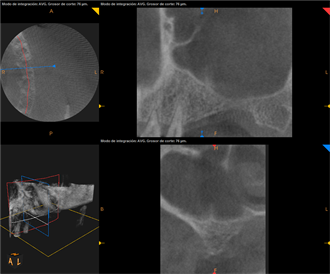 Modo de integración: AVG, Grosor de corte: 76 µm,
Modo de integración: AVG, Grosor de corte: 76 µm,
A
H
R
L
R
L
P
F
Modo de integración: AVG, Grosor de corte: 76 µm,
H
R
L
A L
F